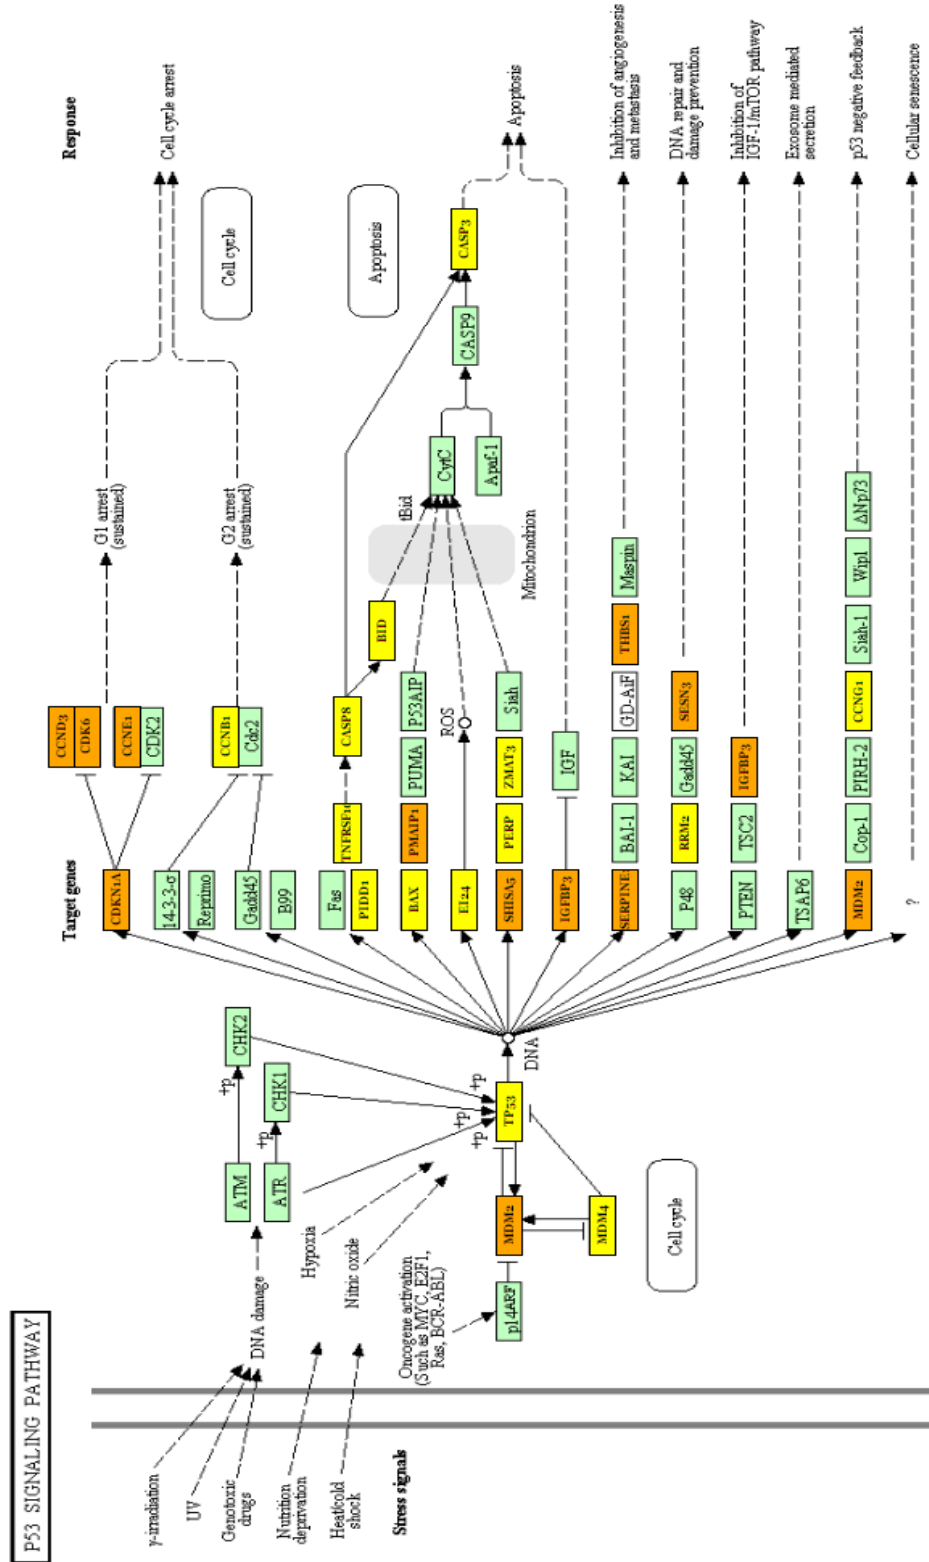 P53 SIGNALING PATHWAY
Stress signals
Target genes
Response
γ-irradiation
UV
Genotoxic
drugs
Nutrition
deprivation
Heat/cold
shock
DNA damage
Hypoxia
Nitric oxide
Oncogene activation
(Such as MYC, E2F1,
Ras, BCR-ABL)
p14ARF
ATM
+p
CHK2
ATR
+p
CHK1
+p
+p
+p
MDM2
TP53
MDM4
Cell cycle
DNA
CDKN1A
CCND3
CDK6
CCNE1
CDK2
G1 arrest
(sustained)
14-3-3-σ
Reprimo
Gadd45
B99
CCNB1
Cdc2
G2 arrest
(sustained)
Cell cycle arrest
Cell cycle
Fas
PIDD1
TNFRSF10
CASP8
BID
tBid
Apoptosis
BAX
PMAIP1
PUMA
P53AIP
EI24
ROS
Mitochondrion
CytC
Apaf-1
CASP9
CASP3
Apoptosis
SHISA5
PERP
ZMAT3
Siah
IGFBP3
IGF
SERPINE1
BAI-1
KAI
GD-AiF
THBS1
Maspin
Inhibition of angiogenesis
and metastasis
P48
RRM2
Gadd45
SESN3
DNA repair and
damage prevention
PTEN
TSC2
IGFBP3
Inhibition of
IGF-1/mTOR pathway
TSAP6
Exosome mediated
secretion
MDM2
Cop-1
PIRH-2
CCNG1
Siah-1
Wip1
ΔNp73
p53 negative feedback
?
Cellular senescence